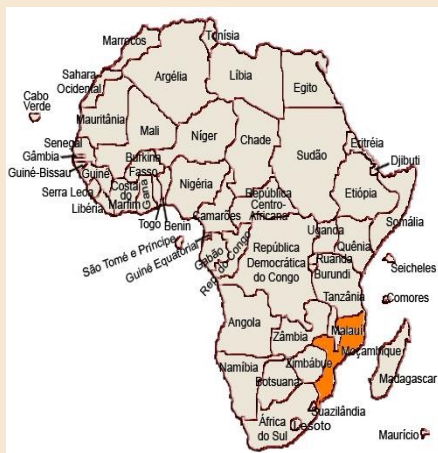 Tunísia
Marrocos
Argélia
Líbia
Egito
Sahara
Ocidental
Cabo
Verde
Mauritânia
Mali
Níger
Chade
Sudão
Eritréia
Djibuti
Senegal
Gâmbia
Guiné-Bissau
Guiné
Serra Leoa
Libéria
Burkina
Fasso
Costa
do
Marfim
Gana
Togo
Benin
Nigéria
Camarões
República
Centro-
Africana
Etiópia
Somália
São Tomé e Príncipe
Guiné Equatorial
Gabão
Rep. do Congo
República
Democrática
do Congo
Uganda
Quênia
Ruanda
Burundi
Tanzânia
Seicheles
Comores
Angola
Zâmbia
Malauí
Moçambique
Zimbábue
Namíbia
Botsuana
Madagascar
Suazilândia
Lesoto
África
do Sul
Maurício